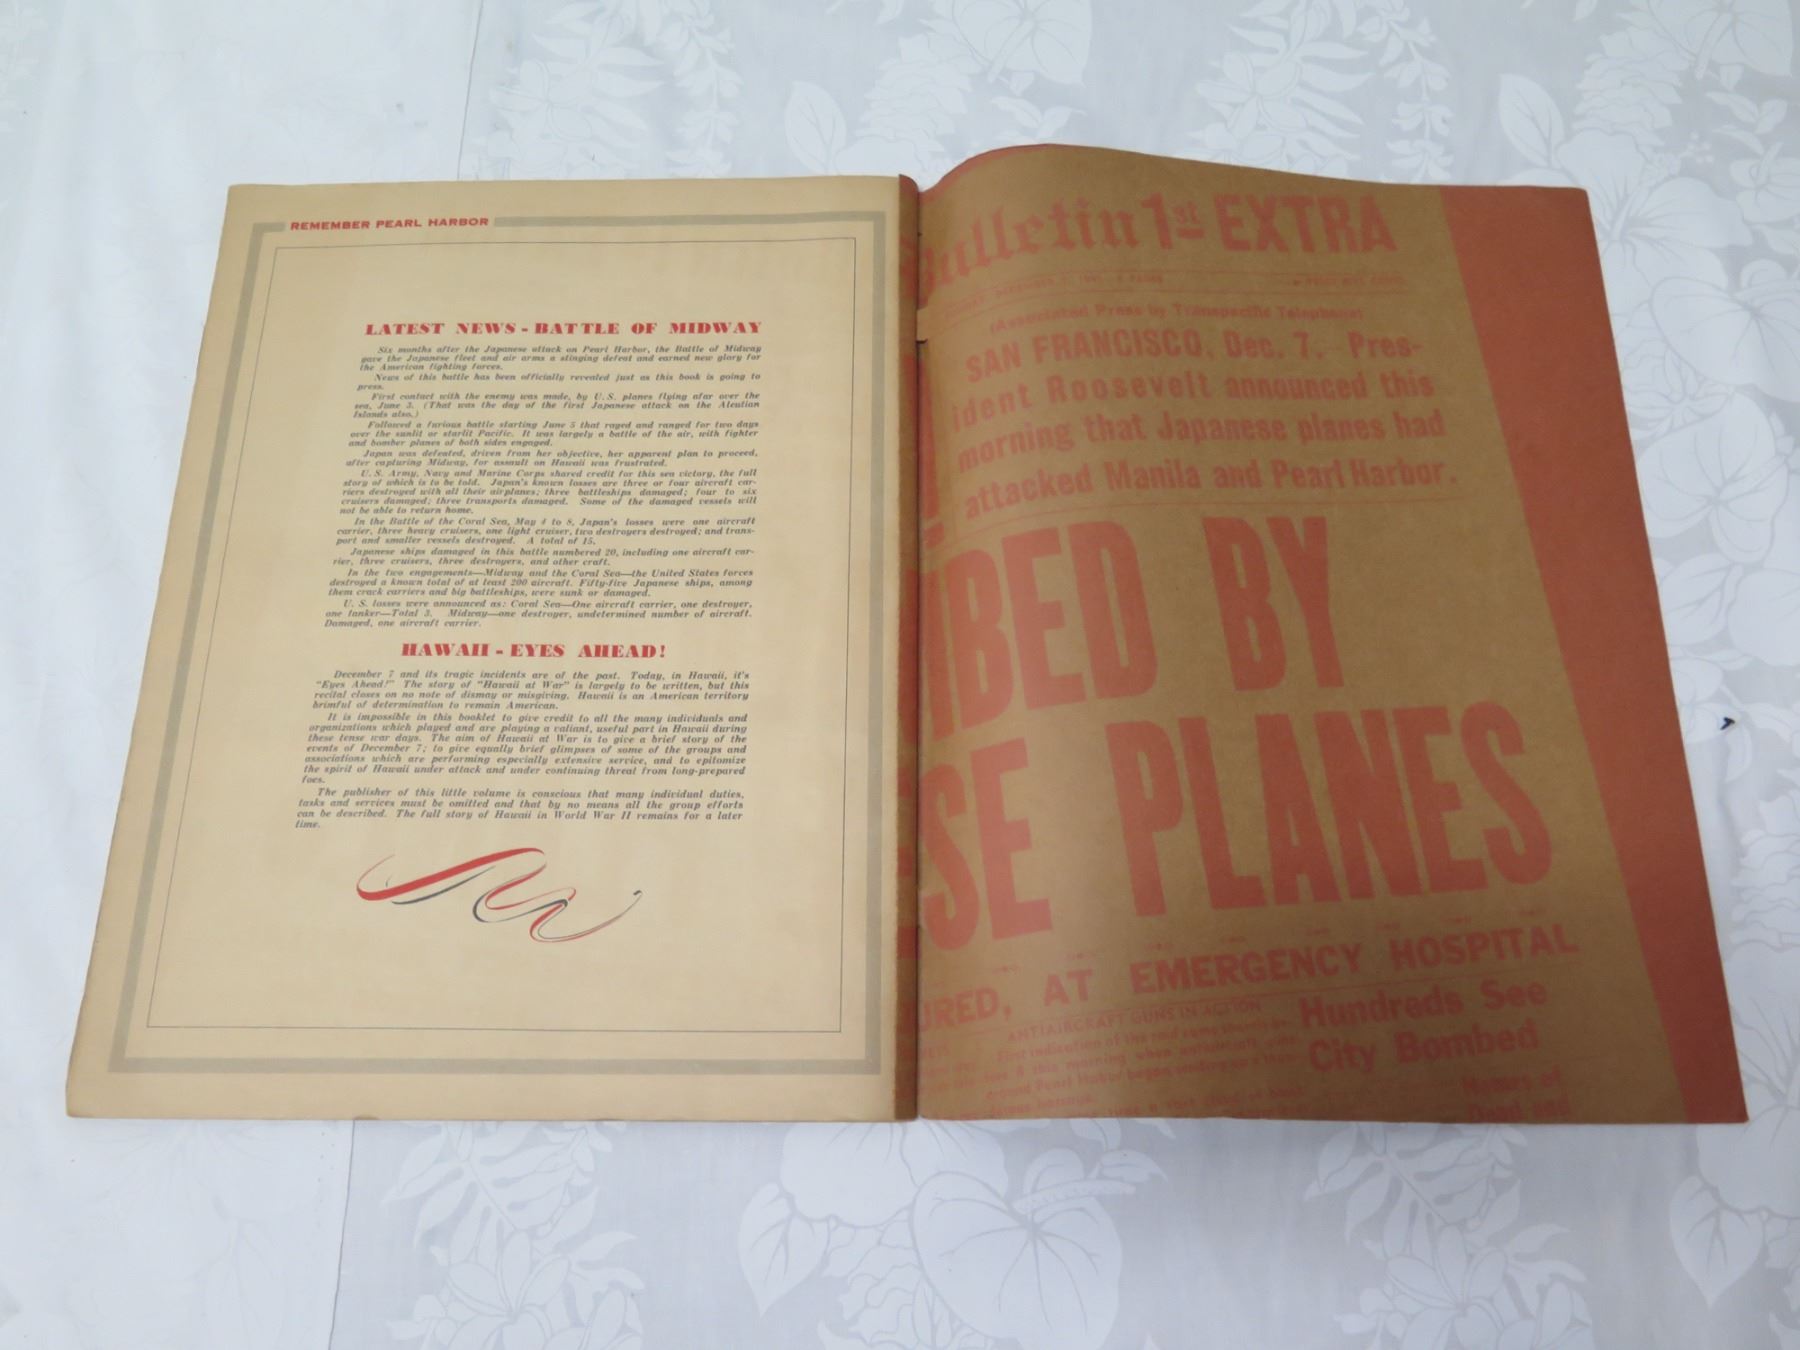 REMEMBER PEARL HARBOR
LATEST NEWS - BATTLE OF MIDWAY
Six months after the Japanese attack on Pearl Harbor, the Battle of Midway
gave the Japanese fleet and air arms a stinging defeat and earned new glory for
the American fighting forces.
News of this battle has been officially revealed just as this book is going to
press.
First contact with the enemy was made, by U.S. planes flying afar over the
sea, June 3. (That was the day of the first Japanese attack on the Aleutian
Islands also.)
Followed a furious battle starting June 5 that raged and ranged for two days
over the sunlit or starlit Pacific. It was largely a battle of the air, with fighter
and bomber planes of both sides engaged.
Japan was defeated, driven from her objective, her apparent plan to proceed,
after capturing Midway, for assault on Hawaii was frustrated.
U.S. Army, Navy and Marine Corps shared credit for this sea victory, the full
story of which is to be told. Japan's known losses are three or four aircraft car-
riers destroyed with all their airplanes; three battleships damaged; four to six
cruisers damaged; three transports damaged. Some of the damaged vessels will
not be able to return home.
In the Battle of the Coral Sea, May 4 to 8, Japan's losses were one aircraft
carrier, three heavy cruisers, one light cruiser, two destroyers destroyed; and trans-
port and smaller vessels destroyed. A total of 15.
Japanese ships damaged in this battle numbered 20, including one aircraft car-
rier, three cruisers, three destroyers, and other craft.
In the two engagements—Midway and the Coral Sea—the United States forces
destroyed a known total of at least 200 aircraft. Fifty-five Japanese ships, among
them crack carriers and big battleships, were sunk or damaged.
U. S. losses were announced as: Coral Sea—One aircraft carrier, one destroyer,
one tanker—Total 3. Midway—one destroyer, undetermined number of aircraft.
Damaged, one aircraft carrier.
HAWAII - EYES AHEAD!
December 7 and its tragic incidents are of the past. Today, in Hawaii, it's
"Eyes Ahead!" The story of "Hawaii at War" is largely to be written, but this
recital closes on no note of dismay or misgiving. Hawaii is an American territory
brimful of determination to remain American.
It is impossible in this booklet to give credit to all the many individuals and
organizations which played and are playing a valiant, useful part in Hawaii during
these tense war days. The aim of Hawaii at War is to give a brief story of the
events of December 7; to give equally brief glimpses of some of the groups and
associations which are performing especially extensive service, and to epitomize
the spirit of Hawaii under attack and under continuing threat from long-prepared
foes.
The publisher of this little volume is conscious that many individual duties,
tasks and services must be omitted and that by no means all the group efforts
can be described. The full story of Hawaii in World War II remains for a later
time.
Bulletin 1st EXTRA
(Associated Press by Transpacific Telephone)
SAN FRANCISCO, Dec. 7.—Pres-
ident Roosevelt announced this
morning that Japanese planes had
attacked Manila and Pearl Harbor.
MBED BY
ESE PLANES
URED, AT EMERGENCY HOSPITAL
ANTIAIRCRAFT GUNS IN ACTION
First indication of the raid came shortly be-
this morning when antiaircraft guns
around Pearl Harbor began sending up a thun-
Hundreds See
City Bombed
Names of
Dead and